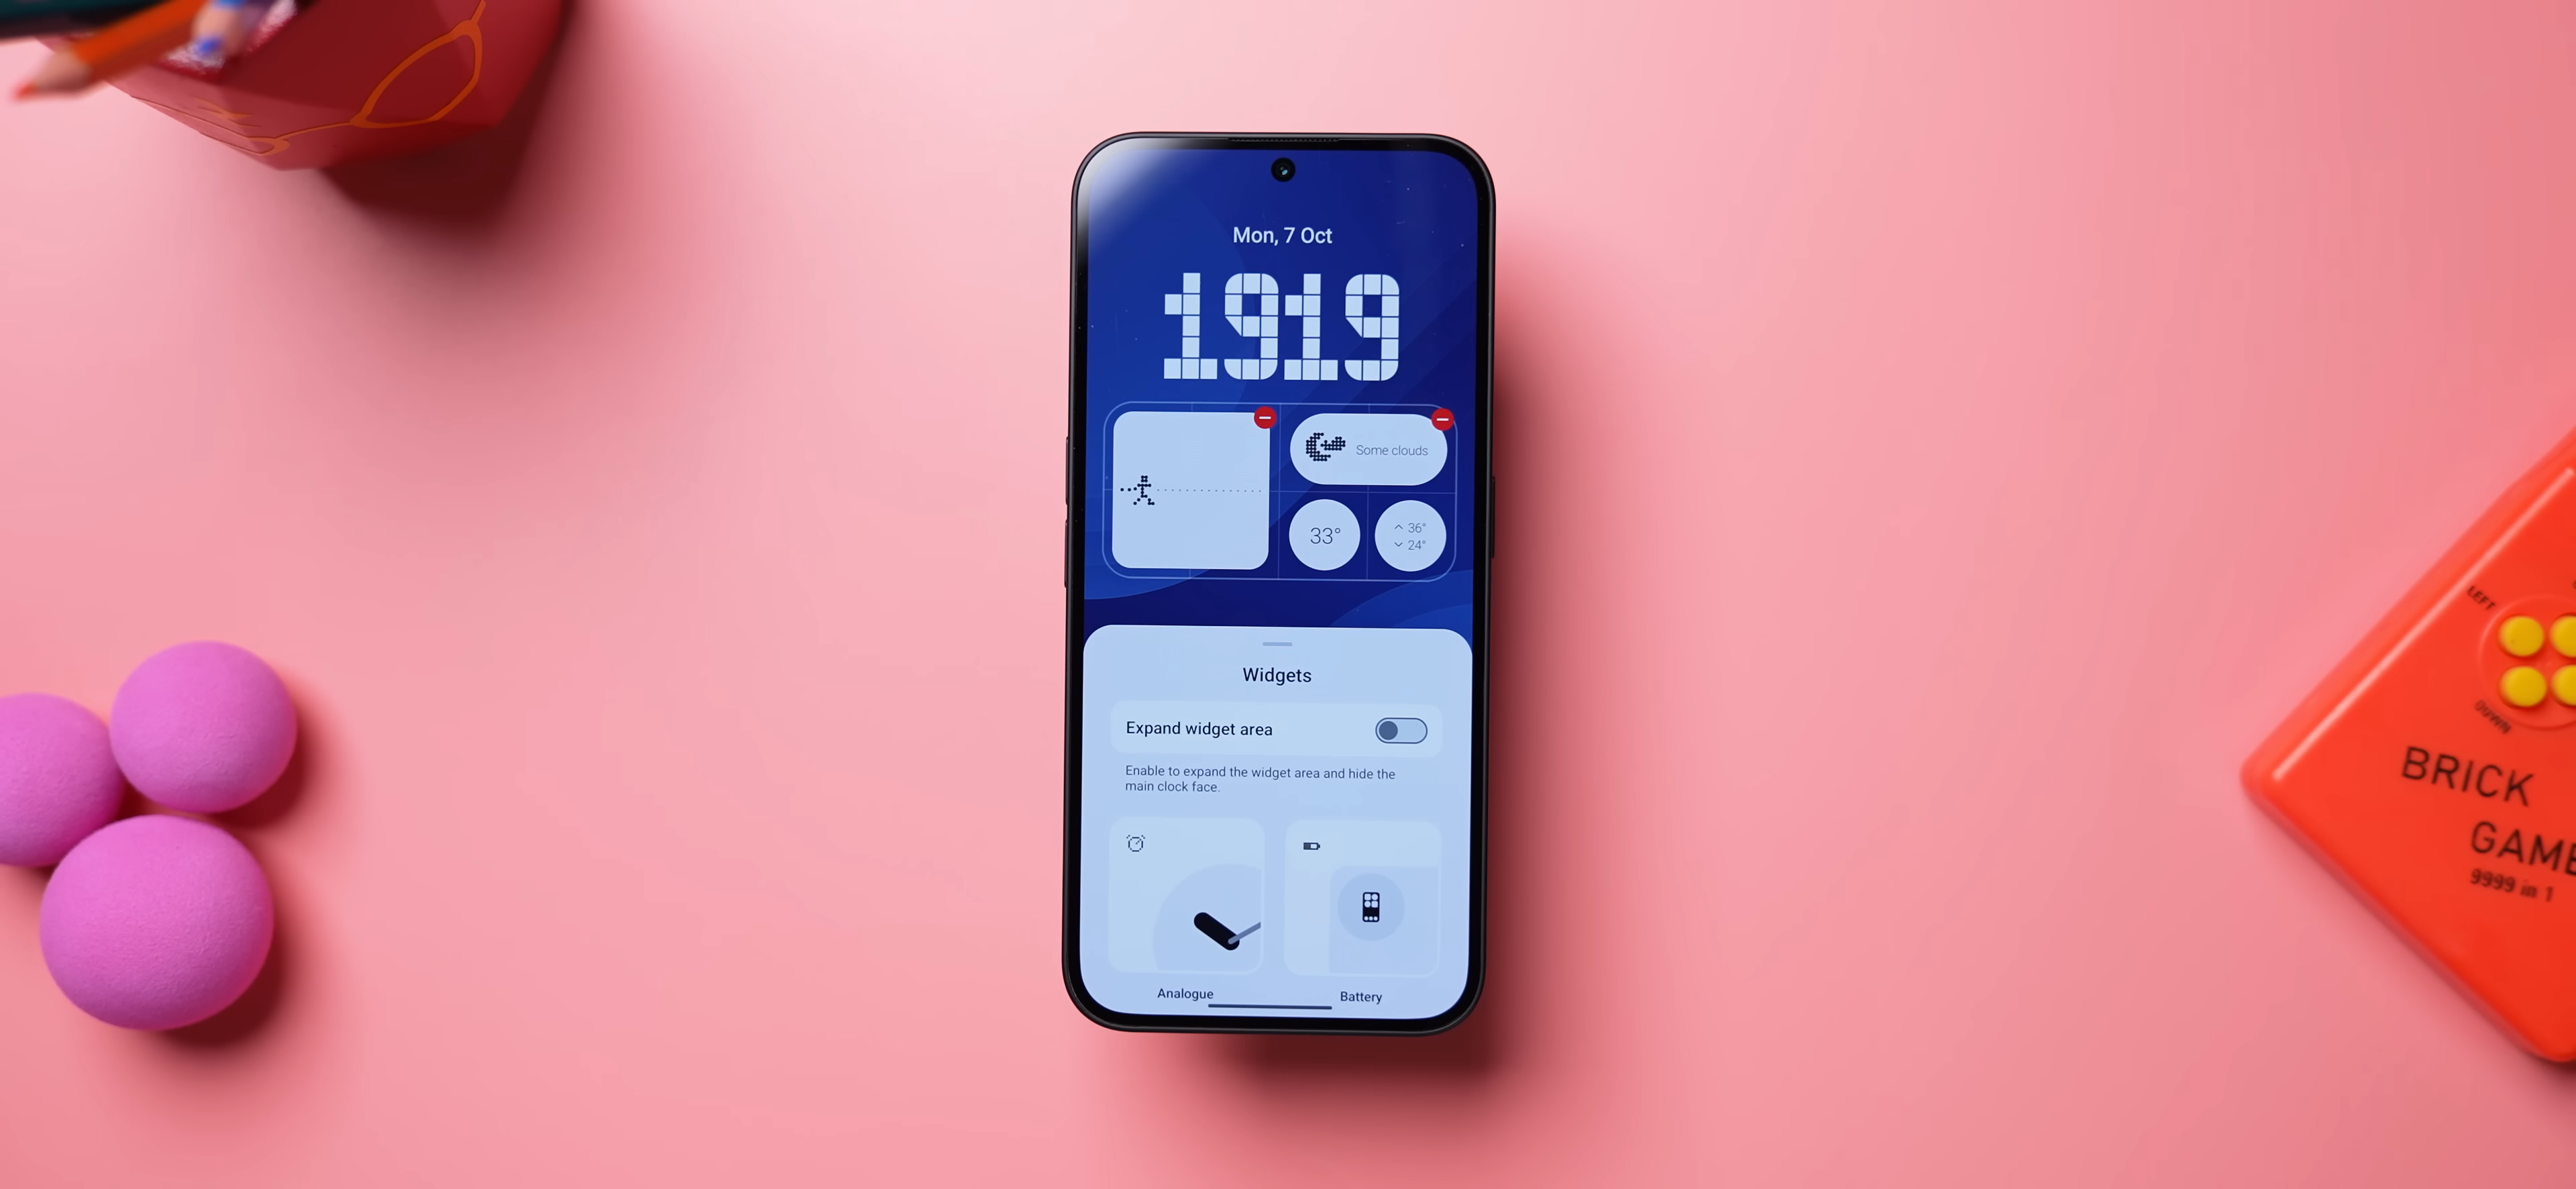 Mon, 7 Oct
1919
Some clouds
33°
36°
24°
Widgets
Expand widget area
Enable to expand the widget area and hide the
main clock face.
Analogue
Battery
LEFT
DOWN
BRICK
GAME
9999 in 1